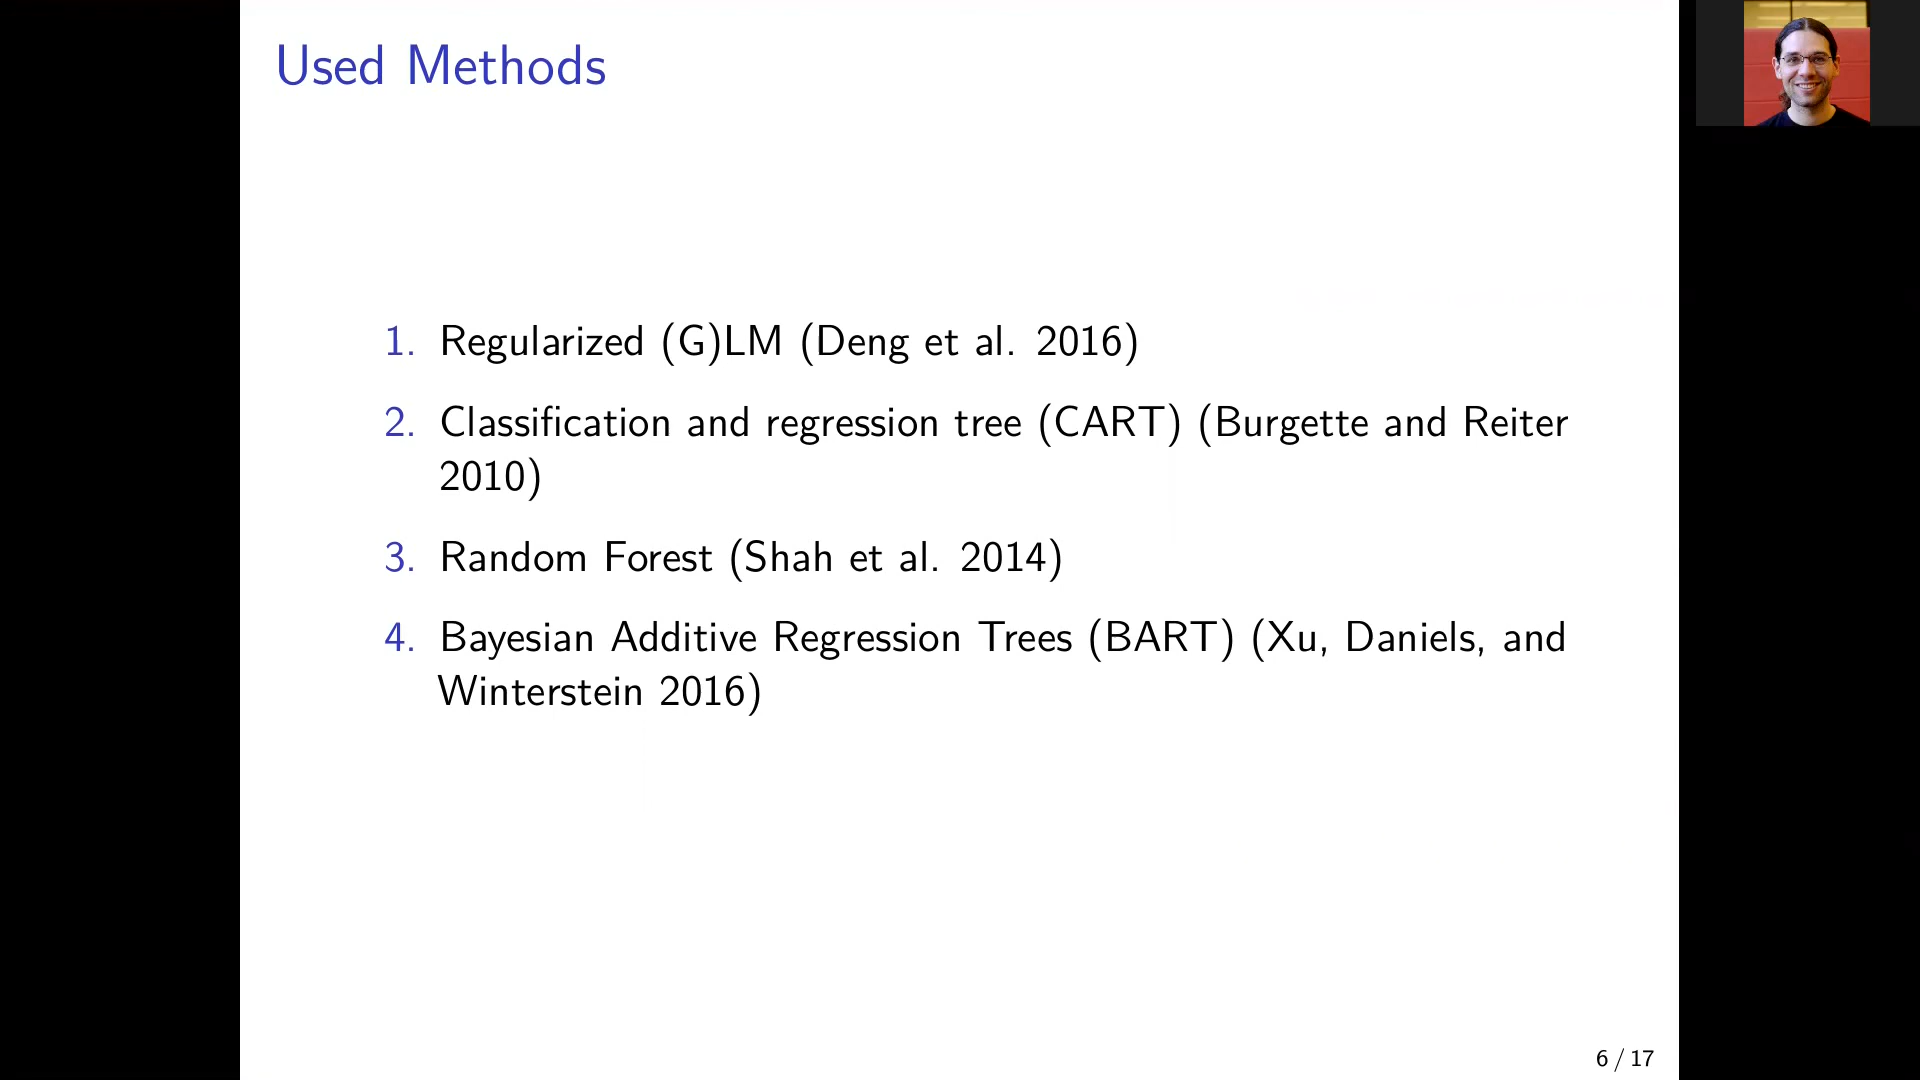 Used Methods
1. Regularized (G)LM (Deng et al. 2016)
2. Classification and regression tree (CART) (Burgette and Reiter
2010)
3. Random Forest (Shah et al. 2014)
4. Bayesian Additive Regression Trees (BART) (Xu, Daniels, and
Winterstein 2016)
6 / 17